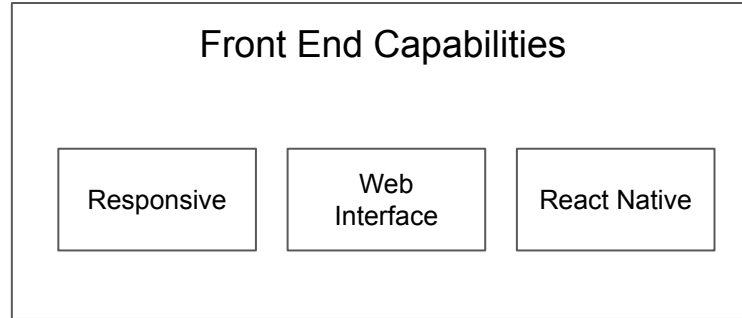 Front End Capabilities
Responsive
Web
Interface
React Native